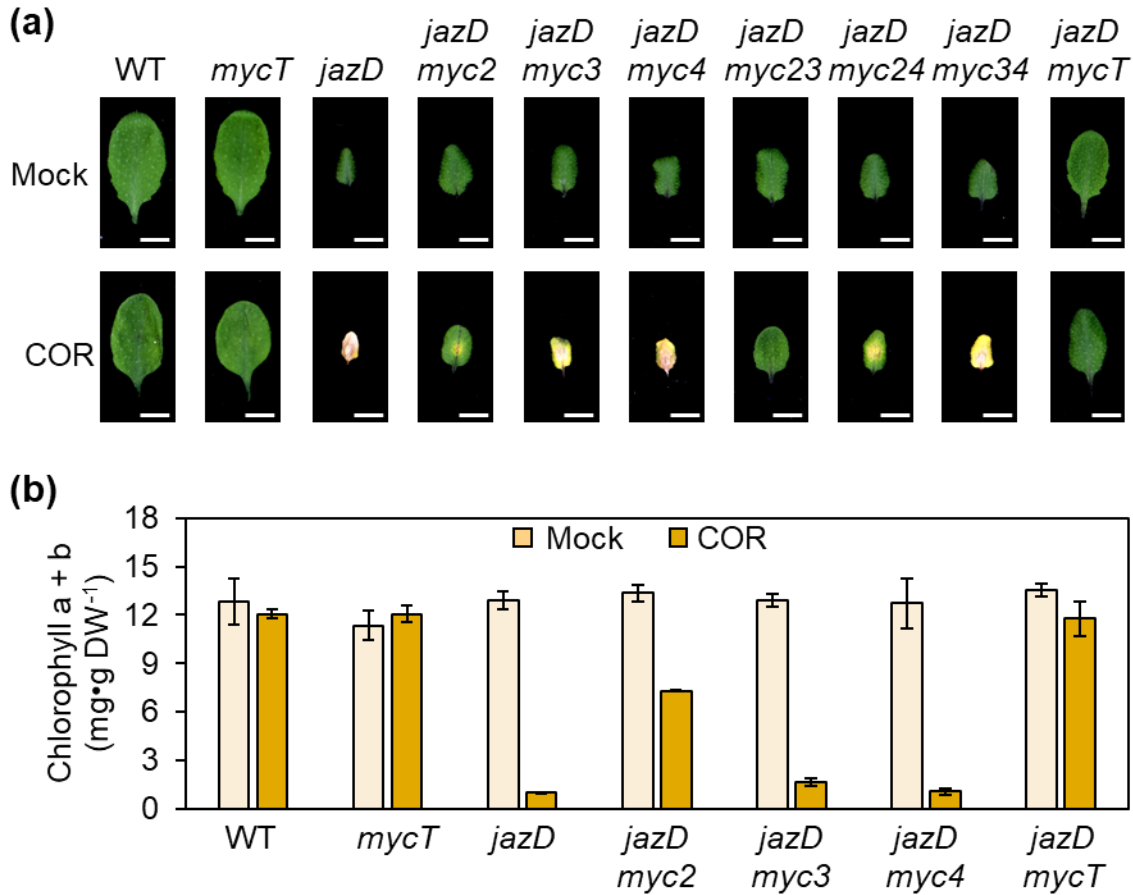 (a)
jazD jazD jazD jazD jazD jazD jazD
WT mycT jazD myc2 myc3 myc4 myc23 myc24 myc34 mycT
Mock
COR
(b)
18
15
12
9
6
3
0
Chlorophyll a + b
(mg•g DW⁻¹)
Mock COR
WT mycT jazD jazD jazD jazD jazD
myc2 myc3 myc4 mycT